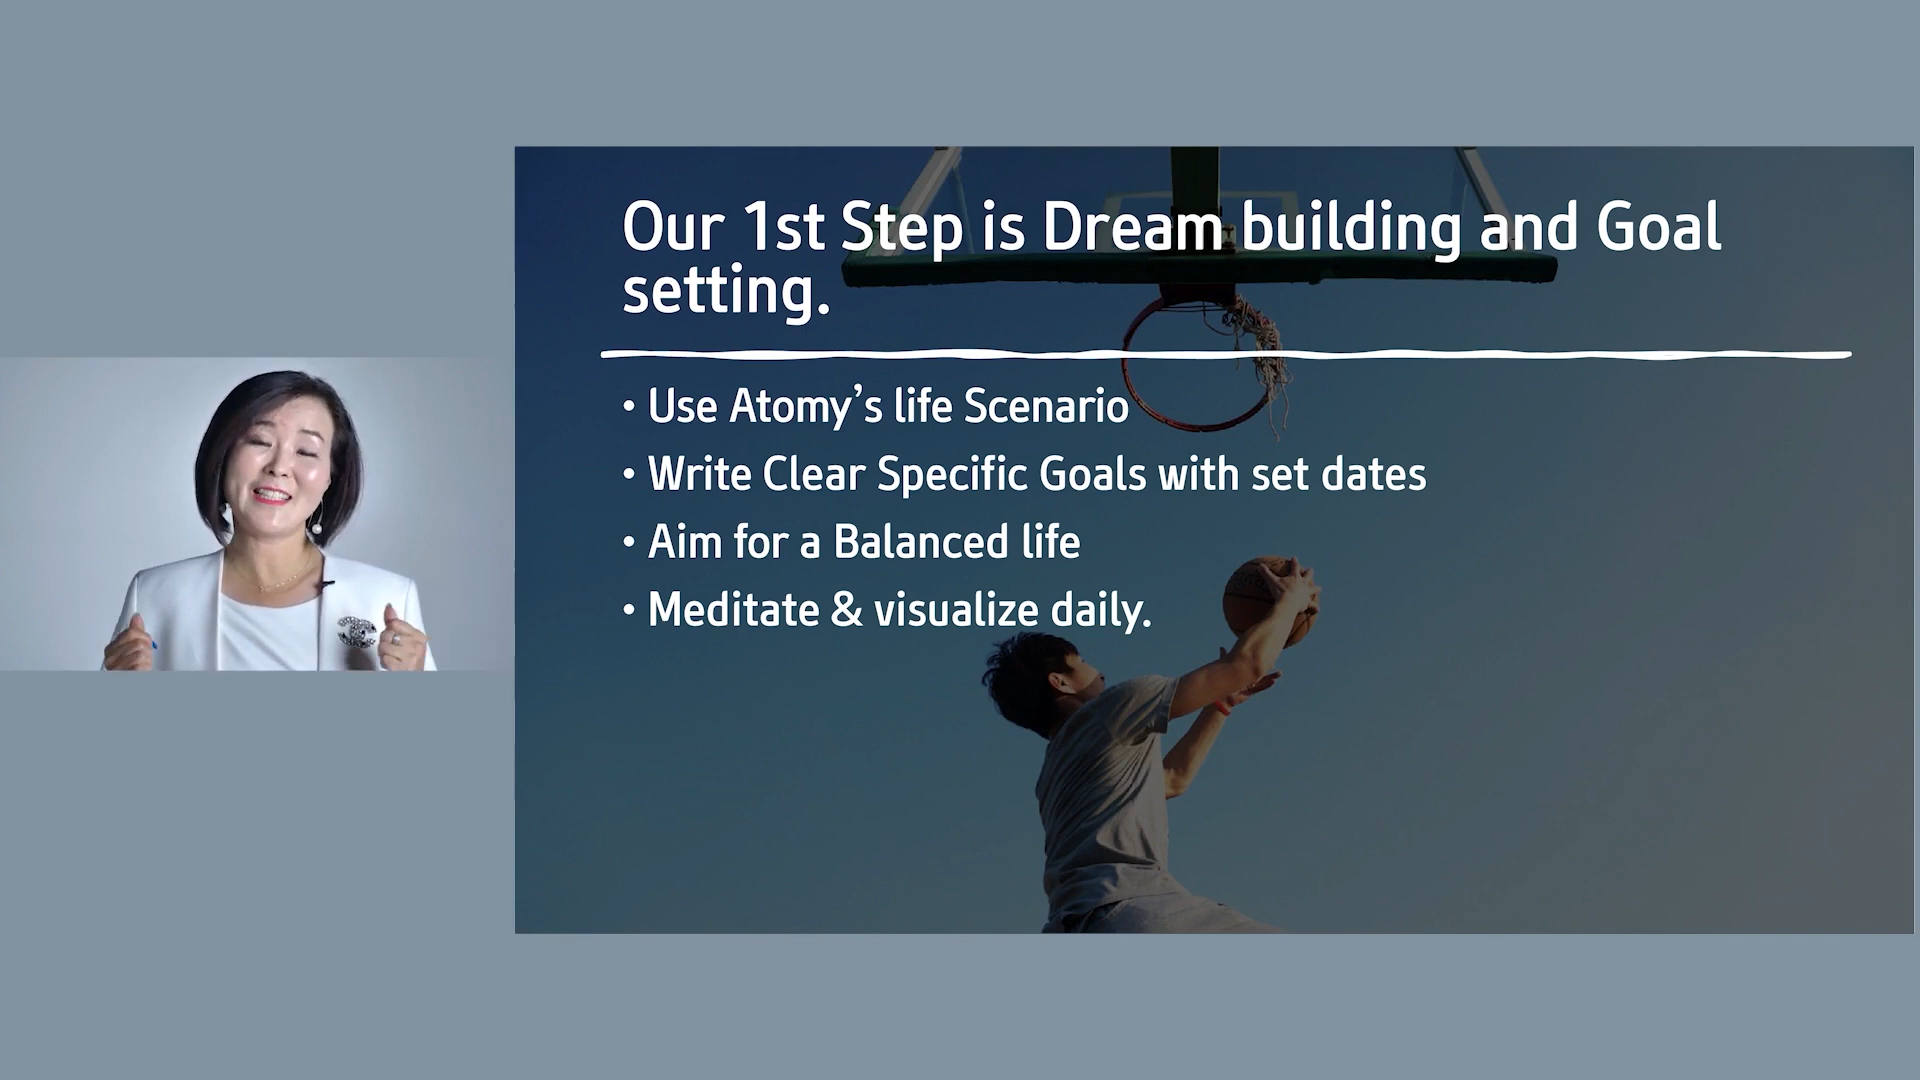 Our 1st Step is Dream building and Goal
setting.
• Use Atomy’s life Scenario
• Write Clear Specific Goals with set dates
• Aim for a Balanced life
• Meditate & visualize daily.